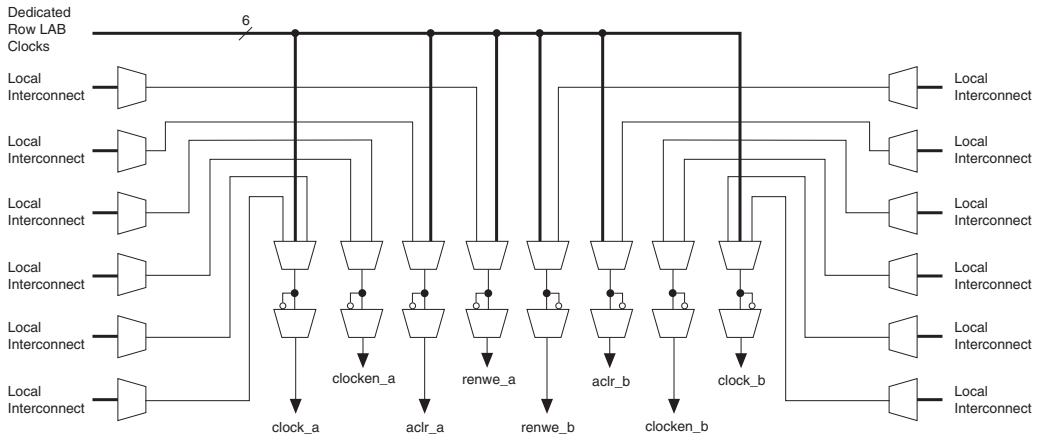 Dedicated
Row LAB
Clocks
6
Local
Interconnect
Local
Interconnect
Local
Interconnect
Local
Interconnect
Local
Interconnect
Local
Interconnect
Local
Interconnect
Local
Interconnect
Local
Interconnect
Local
Interconnect
Local
Interconnect
Local
Interconnect
clocken_a
renwe_a
aclr_b
clock_b
clock_a
aclr_a
renwe_b
clocken_b